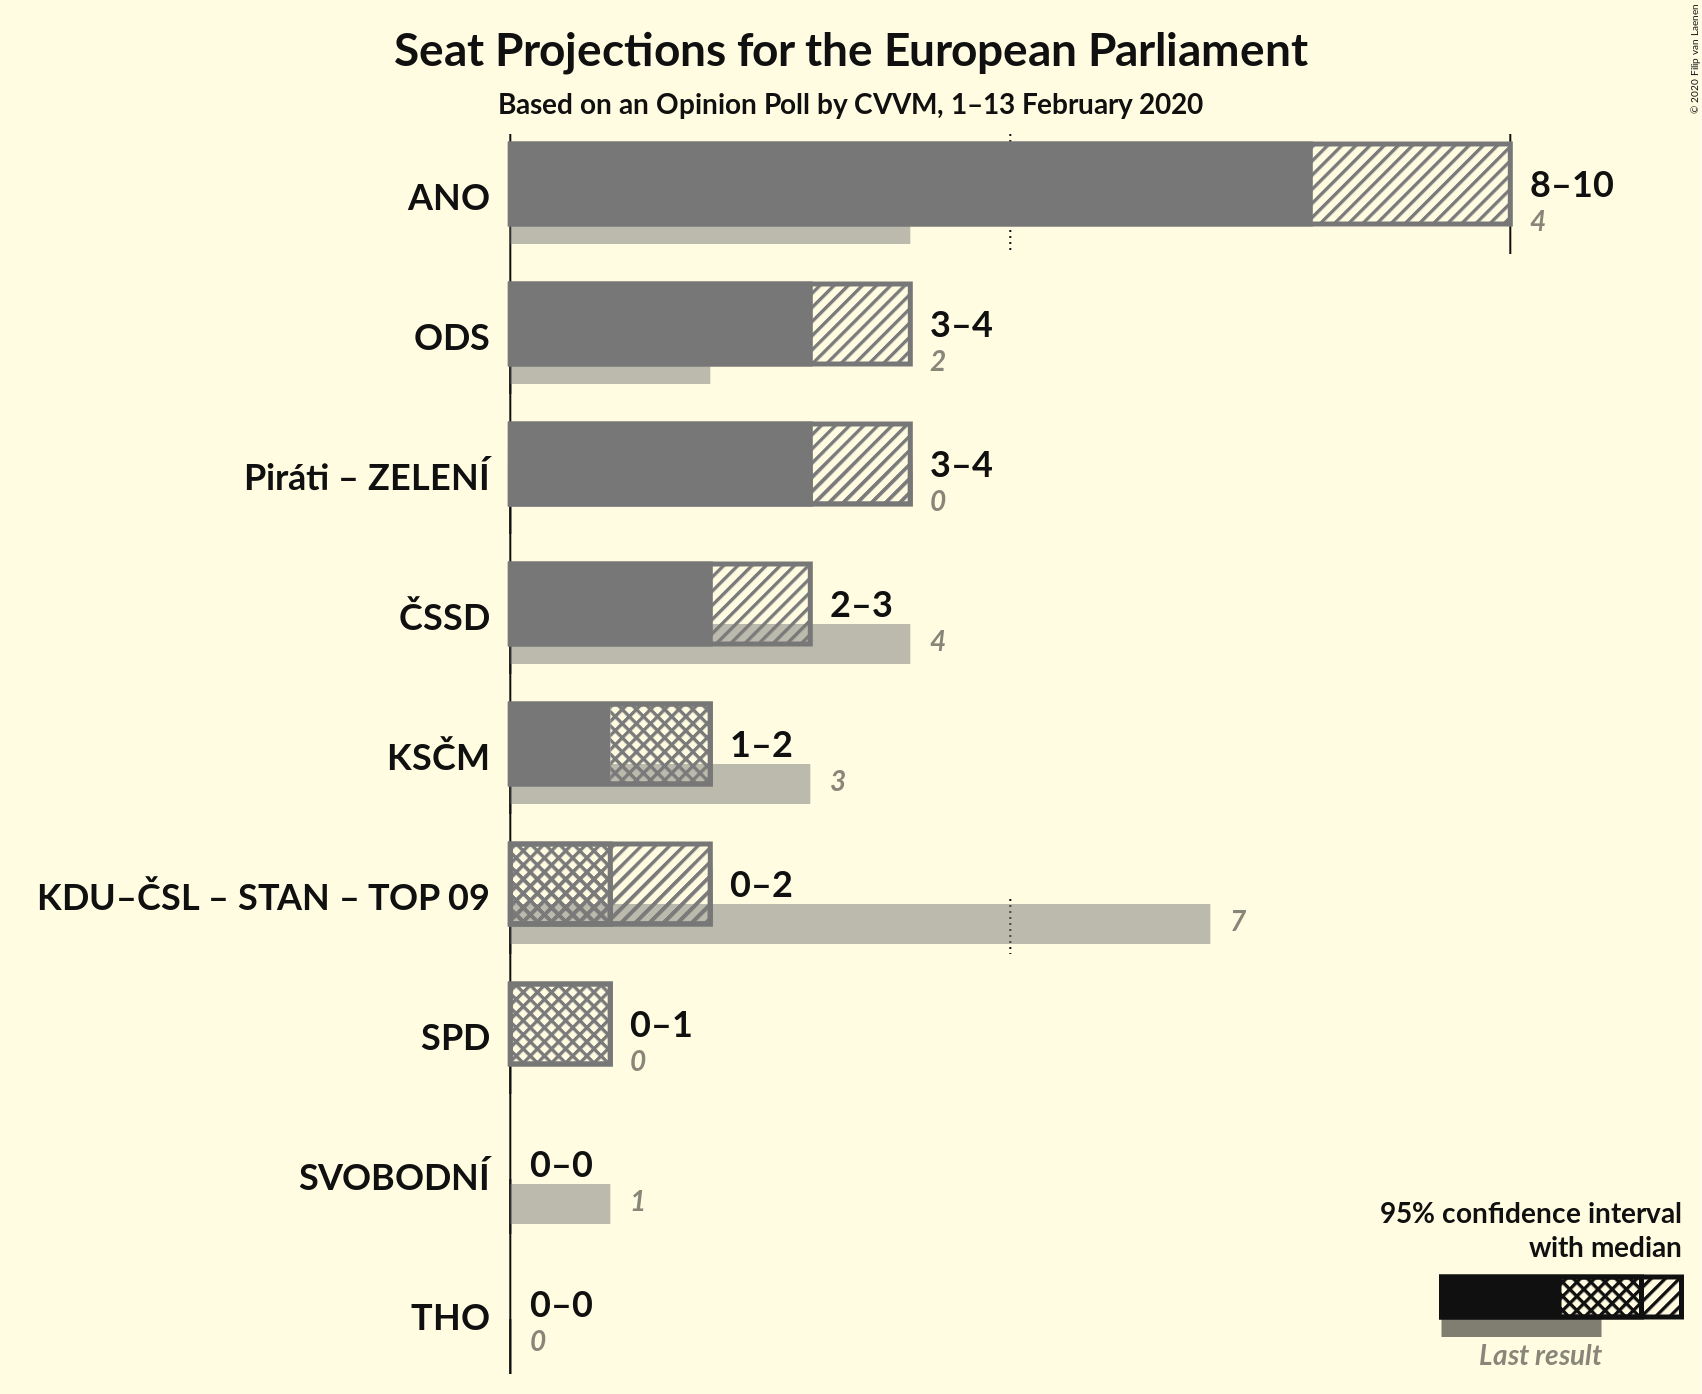 Seat Projections for the European Parliament
Based on an Opinion Poll by CVVM, 1–13 February 2020
© 2020 Filip van Laenen
ANO
8–10
4
ODS
3–4
2
Piráti – ZELENÍ
3–4
0
ČSSD
2–3
4
KSČM
1–2
3
KDU–ČSL – STAN – TOP 09
0–2
7
SPD
0–1
0
SVOBODNÍ
0–0
1
THO
0–0
0
95% confidence interval
with median
Last result